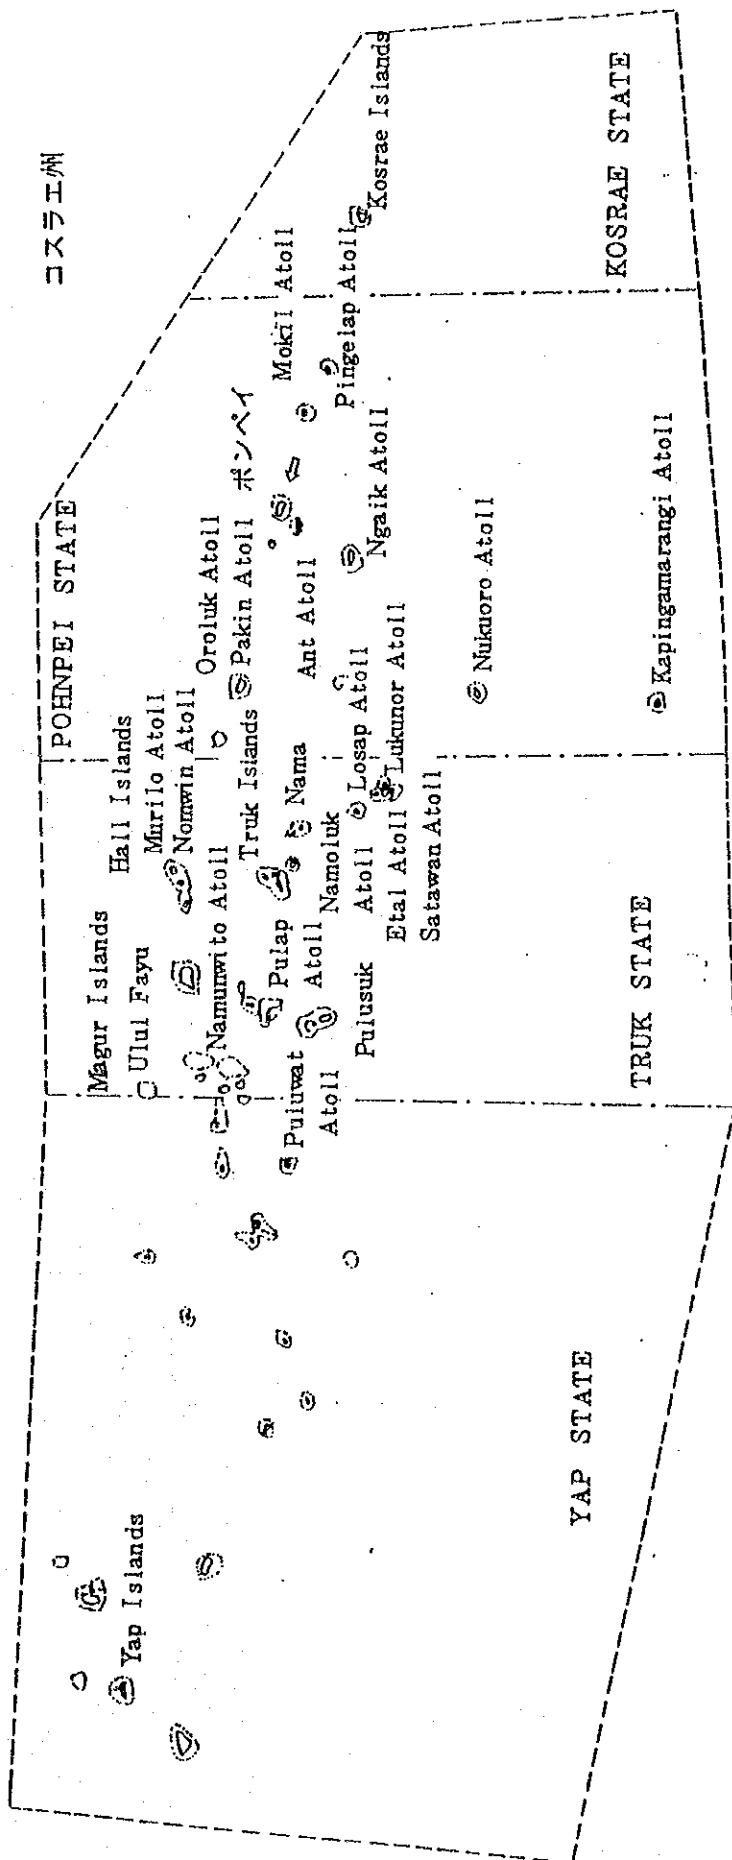 コスラエ州
POHNPEI STATE
Hall Islands
Murilo Atoll
Nomwin Atoll
Magur Islands
Ulul Fayu
Namunwito Atoll
Oroluk Atoll
Pakin Atoll
ポンペイ
Mokil Atoll
Truk Islands
Ant Atoll
Pingelap Atoll
Kosrae Islands
Pulap
Atoll
Nama
Namoluk
Atoll
Losap Atoll
Ngaik Atoll
Puluwat
Atoll
Pulusuk
Etal Atoll
Lukunor Atoll
Satawan Atoll
Nukuoro Atoll
Kapingamarangi Atoll
Yap Islands
YAP STATE
TRUK STATE
KOSRAE STATE